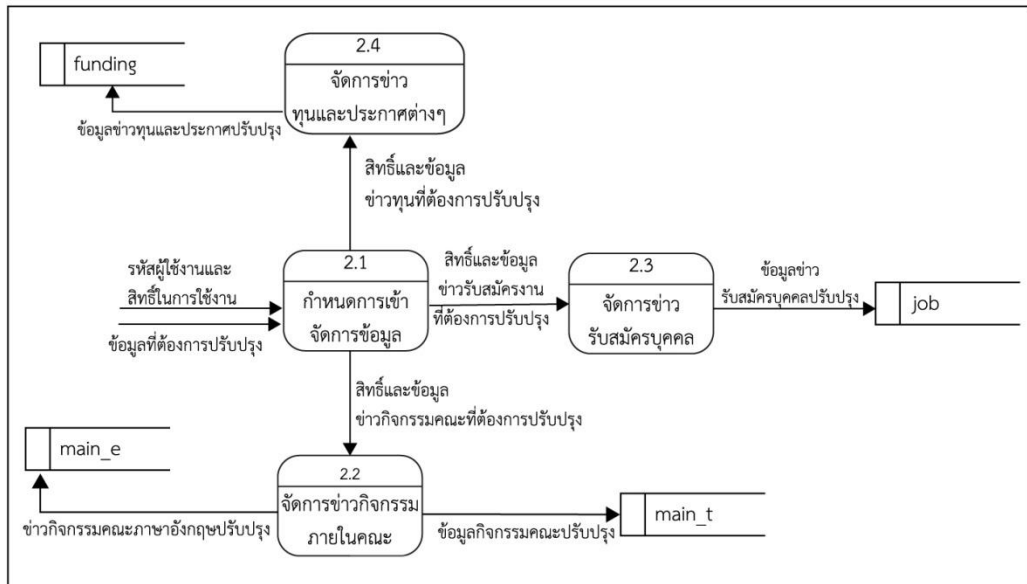 2.4
จัดการข่าว
ทุนและประกาศต่างๆ
funding
ข้อมูลข่าวทุนและประกาศปรับปรุง
สิทธิ์และข้อมูล
ข่าวทุนที่ต้องการปรับปรุง
รหัสผู้ใช้งานและ
สิทธิ์ในการใช้งาน
ข้อมูลที่ต้องการปรับปรุง
2.1
กำหนดการเข้า
จัดการข้อมูล
สิทธิ์และข้อมูล
ข่าวรับสมัครงาน
ที่ต้องการปรับปรุง
2.3
จัดการข่าว
รับสมัครบุคคล
ข้อมูลข่าว
รับสมัครบุคคลปรับปรุง
job
สิทธิ์และข้อมูล
ข่าวกิจกรรมคณะที่ต้องการปรับปรุง
main_e
ข่าวกิจกรรมคณะภาษาอังกฤษปรับปรุง
2.2
จัดการข่าวกิจกรรม
ภายในคณะ
ข้อมูลกิจกรรมคณะปรับปรุง
main_t